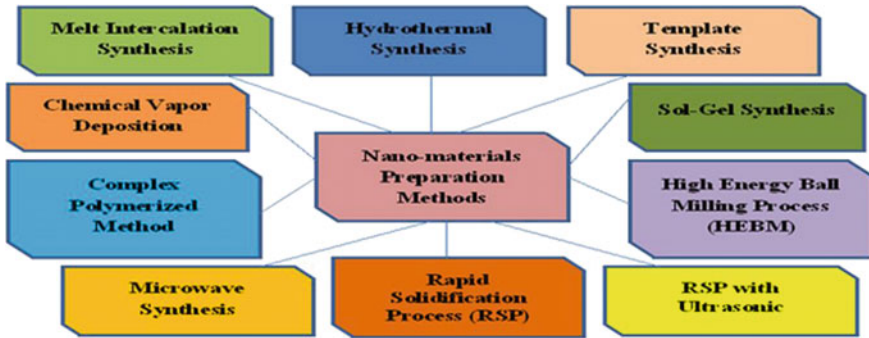 Melt Intercalation
Synthesis
Hydrothermal
Synthesis
Template
Synthesis
Chemical Vapor
Deposition
Sol-Gel Synthesis
Nano-materials
Preparation
Methods
Complex
Polymerized
Method
High Energy Ball
Milling Process
(HEBM)
Microwave
Synthesis
Rapid
Solidification
Process (RSP)
RSP with
Ultrasonic